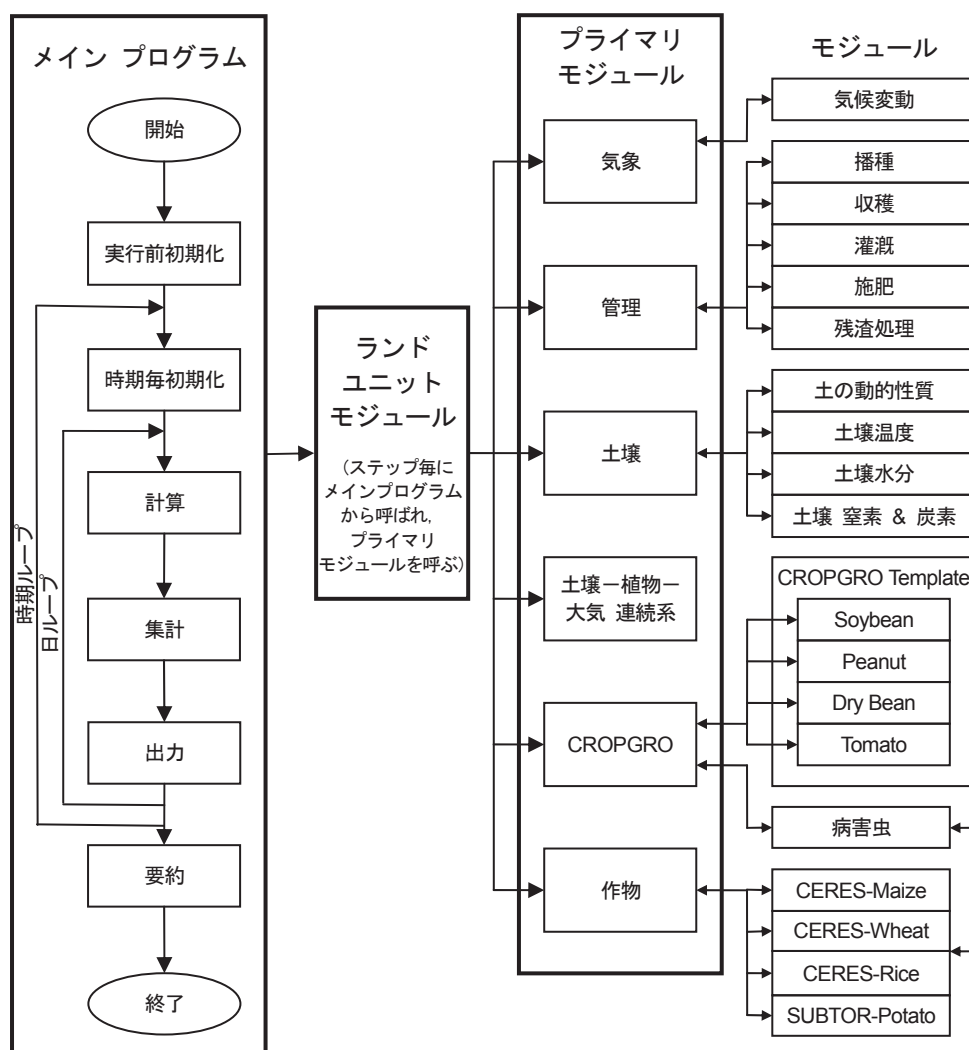 メイン プログラム
開始
実行前初期化
時期毎初期化
計算
集計
出力
要約
終了
時期ループ
日ループ
ランド
ユニット
モジュール
（ステップ毎に
メインプログラム
から呼ばれ，
プライマリ
モジュールを呼ぶ）
プライマリ
モジュール
気象
管理
土壌
土壌－植物－
大気 連続系
CROPGRO
作物
モジュール
気候変動
播種
収穫
灌漑
施肥
残渣処理
土の動的性質
土壌温度
土壌水分
土壌 窒素 & 炭素
CROPGRO Template
Soybean
Peanut
Dry Bean
Tomato
病害虫
CERES-Maize
CERES-Wheat
CERES-Rice
SUBTOR-Potato